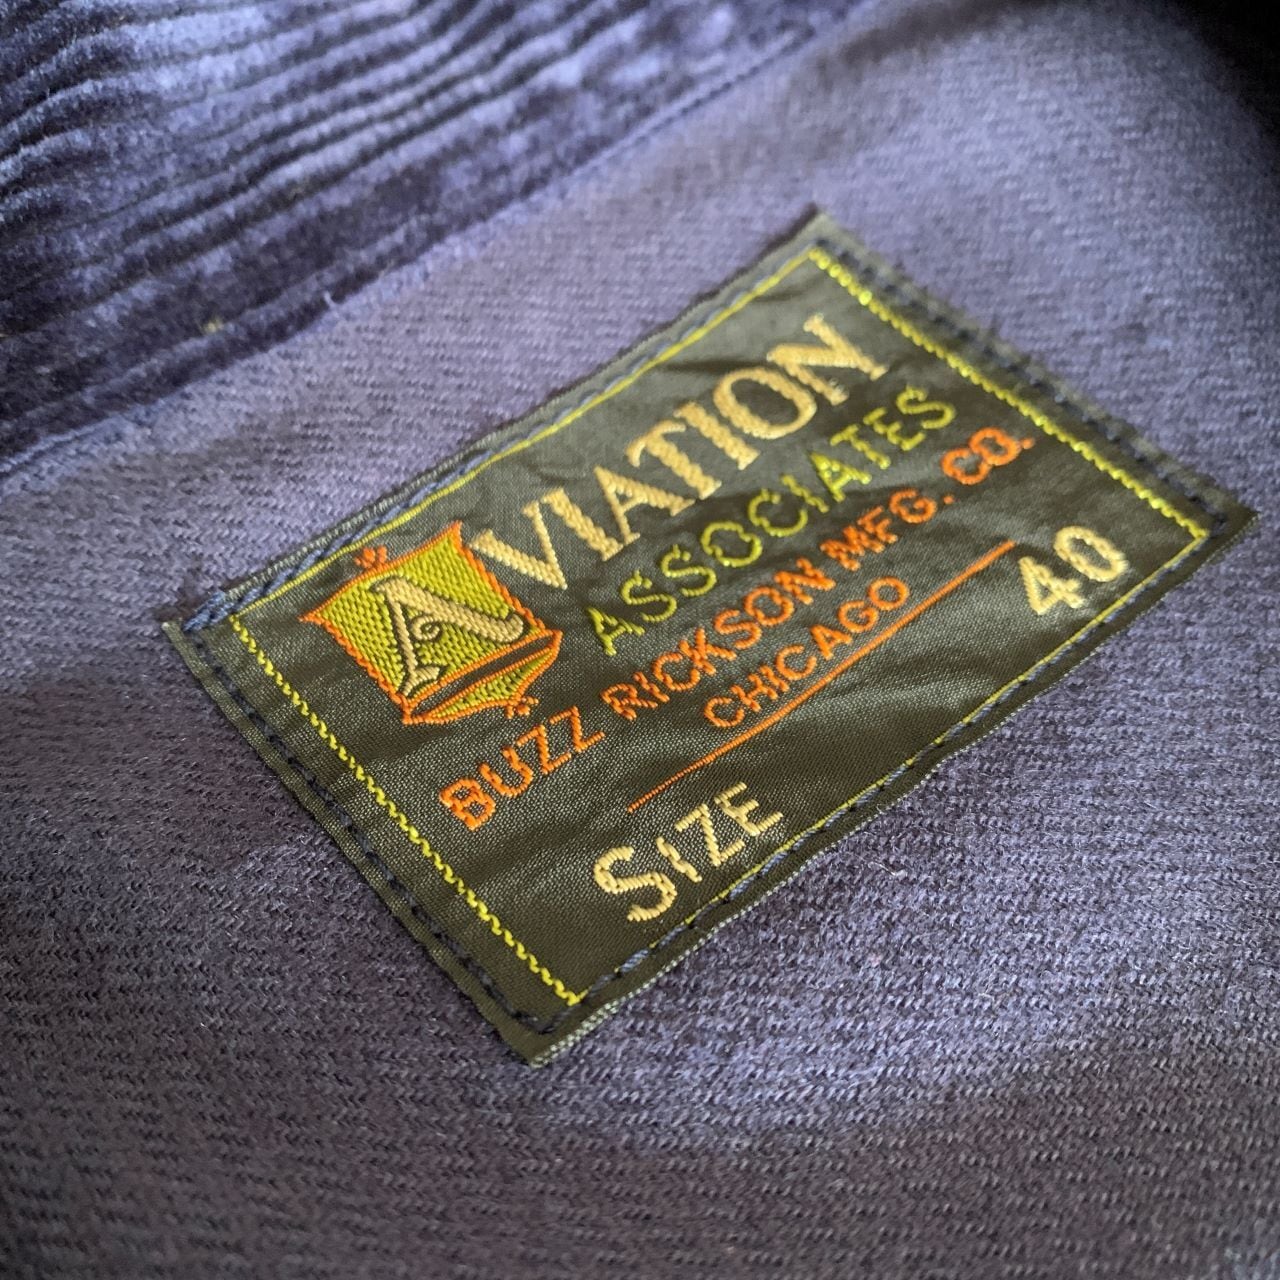 AVIATION
ASSOCIATES
BUZZ RICKSON MFG. CO.
CHICAGO
SIZE 40